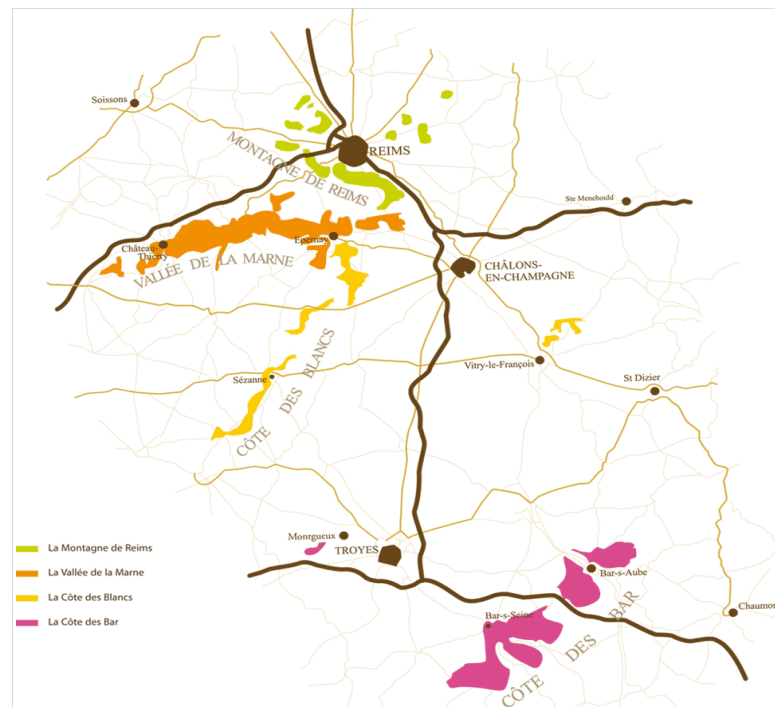 Soissons
REIMS
MONTAGNE DE REIMS
Ste Menehould
Epernay
Château-
Thierry
VALLÉE DE LA MARNE
CHÂLONS-
EN-CHAMPAGNE
Vitry-le-François
Sézanne
CÔTE DES BLANCS
St Dizier
Montgueux
TROYES
La Montagne de Reims
La Vallée de la Marne
La Côte des Blancs
La Côte des Bar
Bar-s-Aube
Bar-s-Seine
Chaumon
CÔTE DES BAR